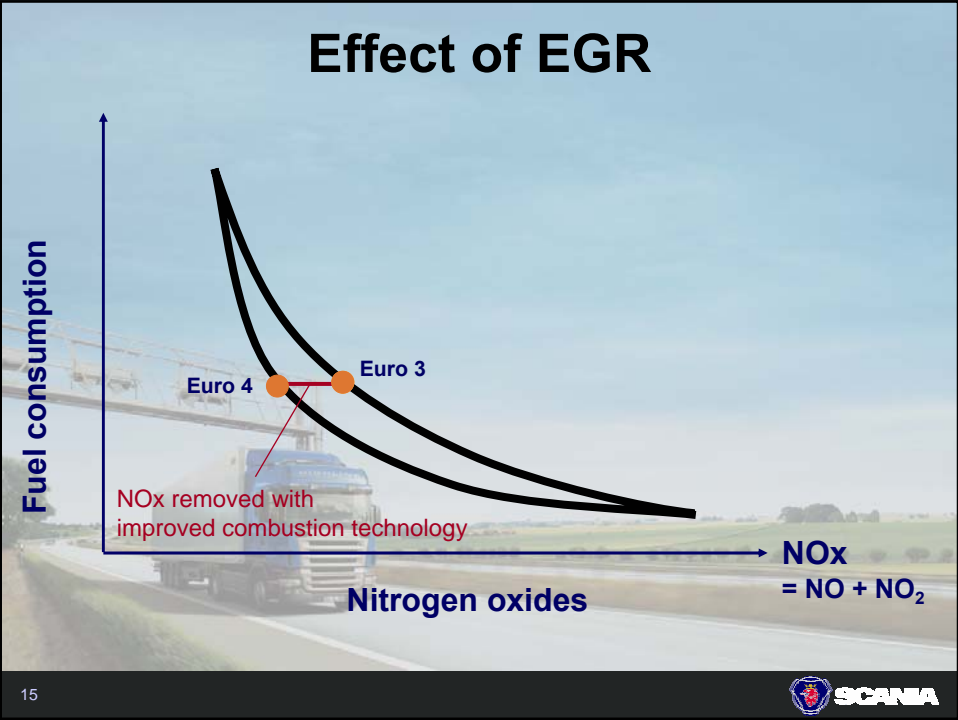 Effect of EGR
Fuel consumption
Euro 3
Euro 4
NOx removed with
improved combustion technology
NOx
= NO + NO₂
Nitrogen oxides
15
SCANIA